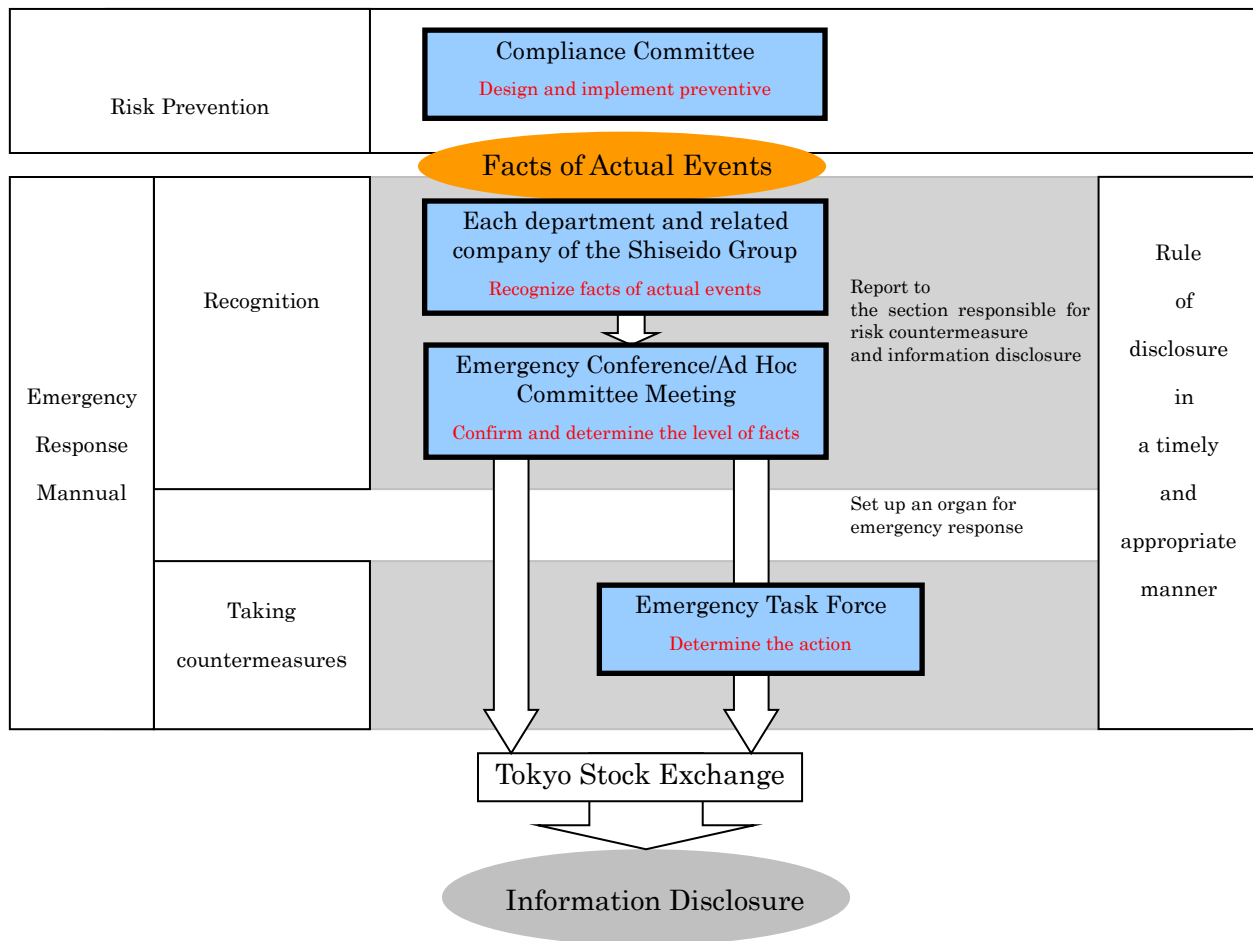 Compliance Committee
Design and implement preventive
Risk Prevention
Facts of Actual Events
Each department and related
company of the Shiseido Group
Recognize facts of actual events
Recognition
Report to
the section responsible for
risk countermeasure
and information disclosure
Emergency Conference/Ad Hoc
Committee Meeting
Confirm and determine the level of facts
Emergency
Response
Mannual
Set up an organ for
emergency response
Rule
of
disclosure
in
a timely
and
appropriate
manner
Taking
countermeasures
Emergency Task Force
Determine the action
Tokyo Stock Exchange
Information Disclosure